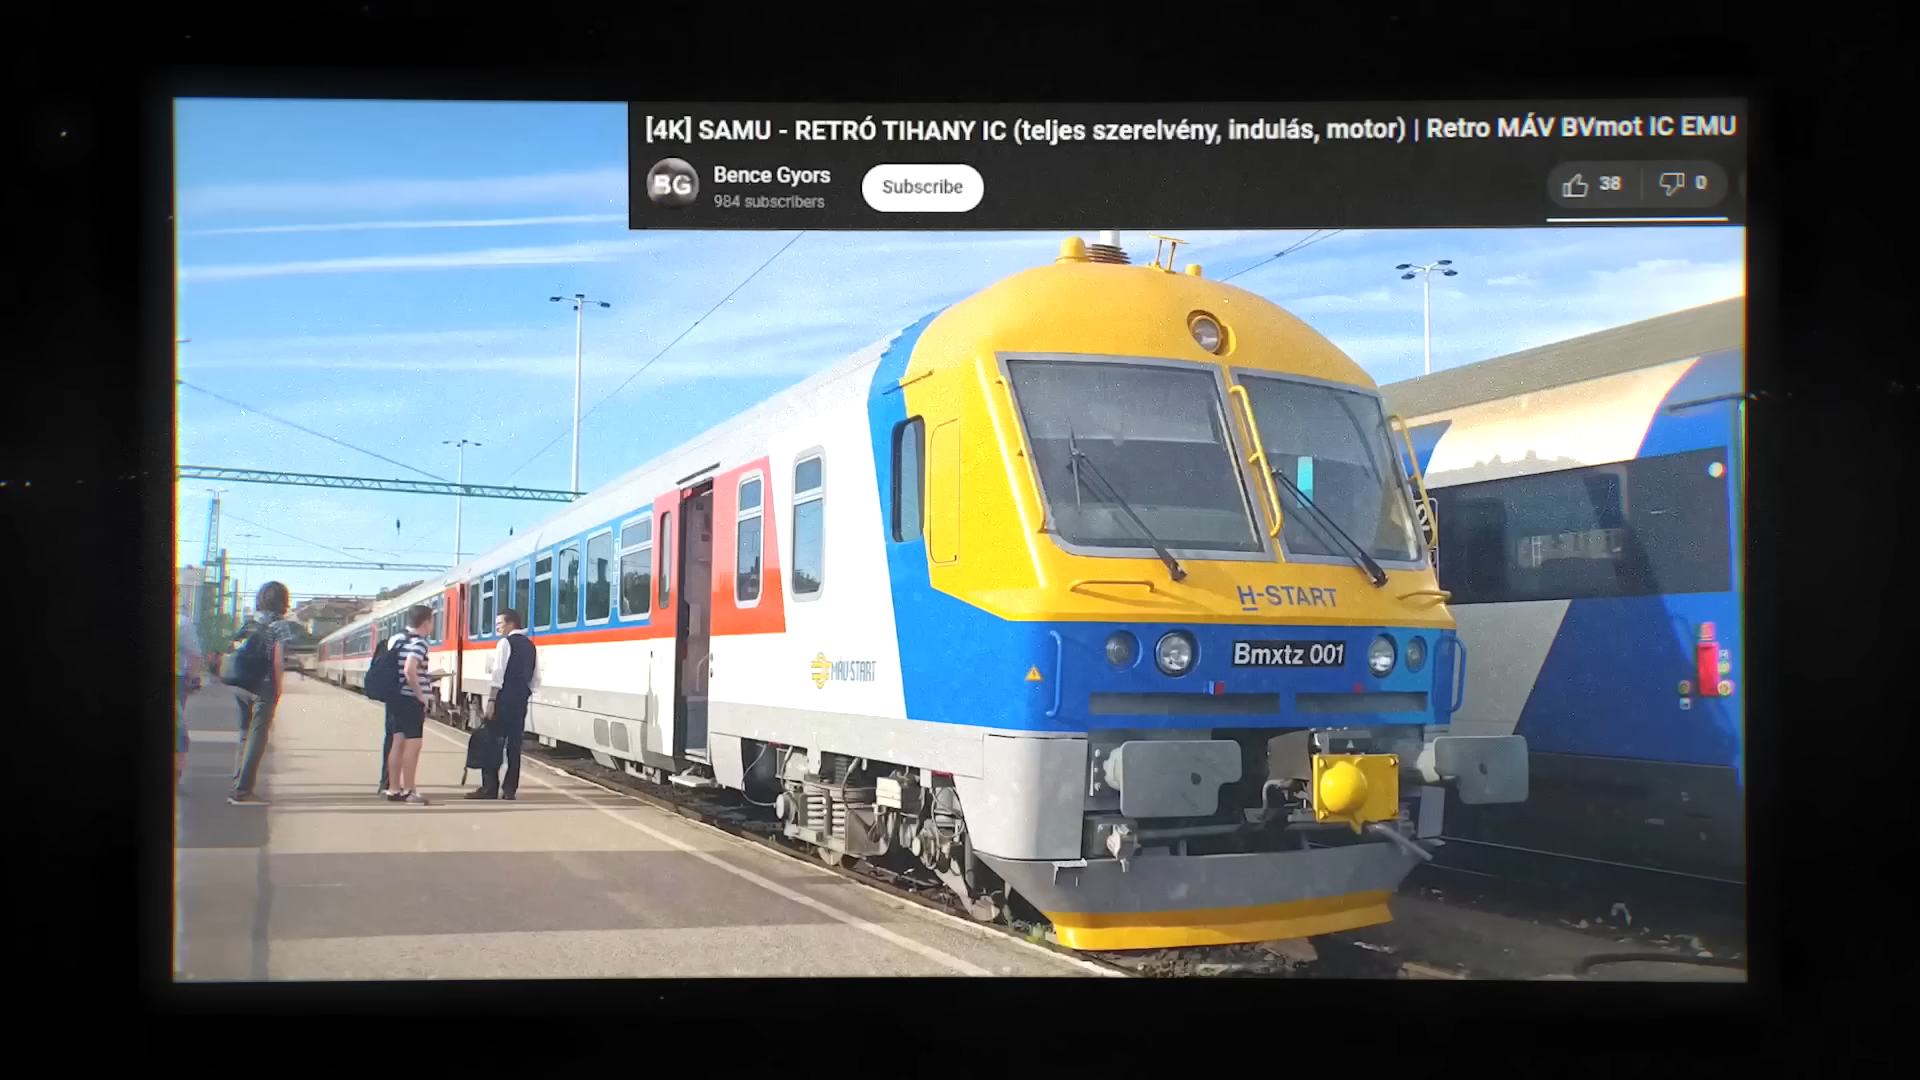 [4K] SAMU - RETRÓ TIHANY IC (teljes szerelvény, indulás, motor) | Retro MÁV BVmot IC EMU
BG
Bence Gyors
984 subscribers
Subscribe
38
0
H-START
Bmxtz 001
MÁV-START